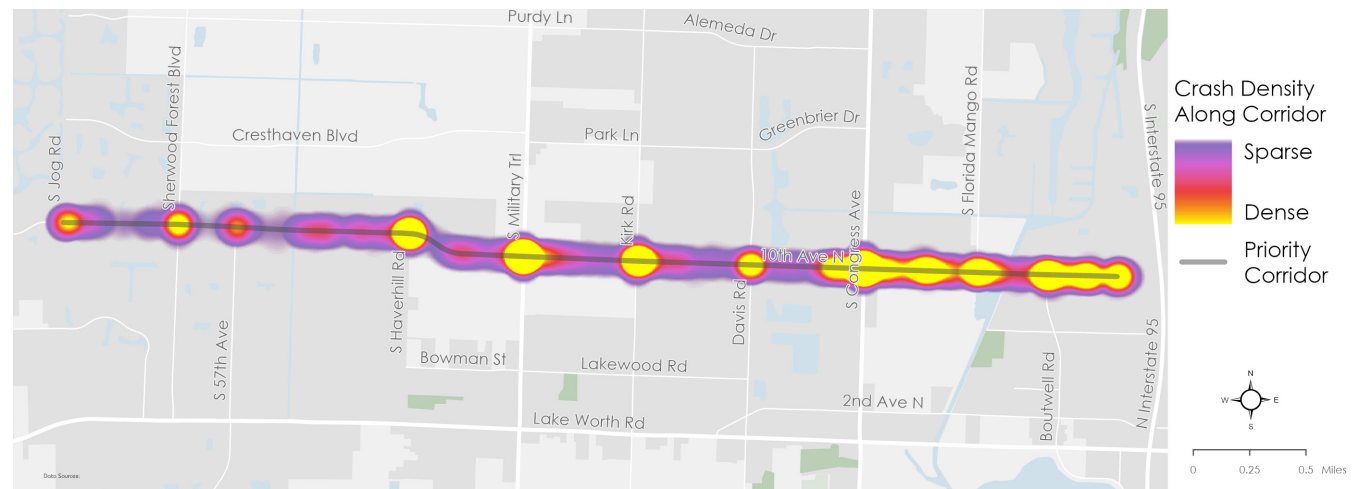 Purdy Ln
Alemeda Dr
Sherwood Forest Blvd
S Florida Mango Rd
Crash Density
Along Corridor
Sparse
Dense
Priority
Corridor
S Interstate 95
Greenbrier Dr
Cresthaven Blvd
Park Ln
S Jog Rd
S Military Trl
Kirk Rd
S Congress Ave
10th Ave N
S Haverhill Rd
Davis Rd
S 57th Ave
Bowman St
Lakewood Rd
Boutwell Rd
N Interstate 95
2nd Ave N
Lake Worth Rd
N
W E
S
0 0.25 0.5 Miles
Data Sources: